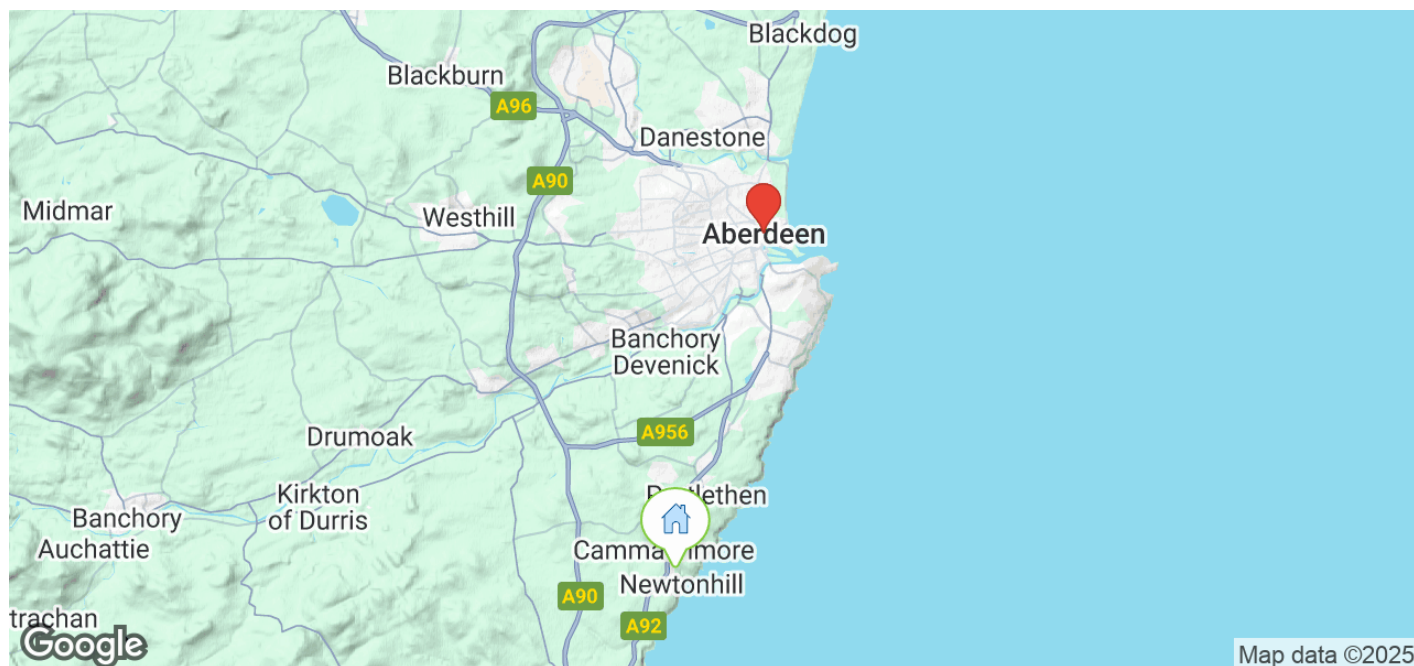 Blackdog
Blackburn
A96
Danestone
A90
Midmar
Westhill
Aberdeen
Banchory
Devenick
A956
Drumoak
Kirkton
of Durris
Banchory
Auchattie
Newtonhill
A90
trachan
A92
Google
Map data ©2025